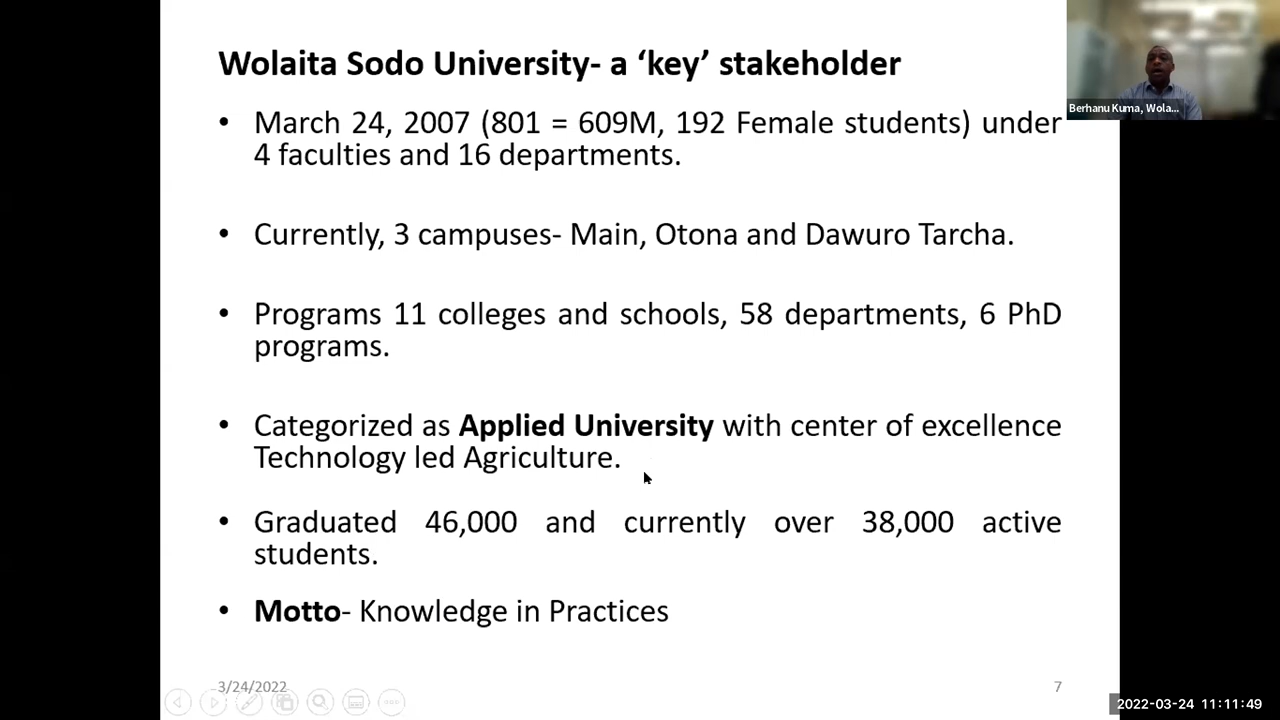 Wolaita Sodo University- a ‘key’ stakeholder
• March 24, 2007 (801 = 609M, 192 Female students) under
4 faculties and 16 departments.
• Currently, 3 campuses- Main, Otona and Dawuro Tarcha.
• Programs 11 colleges and schools, 58 departments, 6 PhD
programs.
• Categorized as Applied University with center of excellence
Technology led Agriculture.
• Graduated 46,000 and currently over 38,000 active
students.
• Motto- Knowledge in Practices
3/24/2022
7
Berhanu Kuma, Wola...
2022-03-24 11:11:49